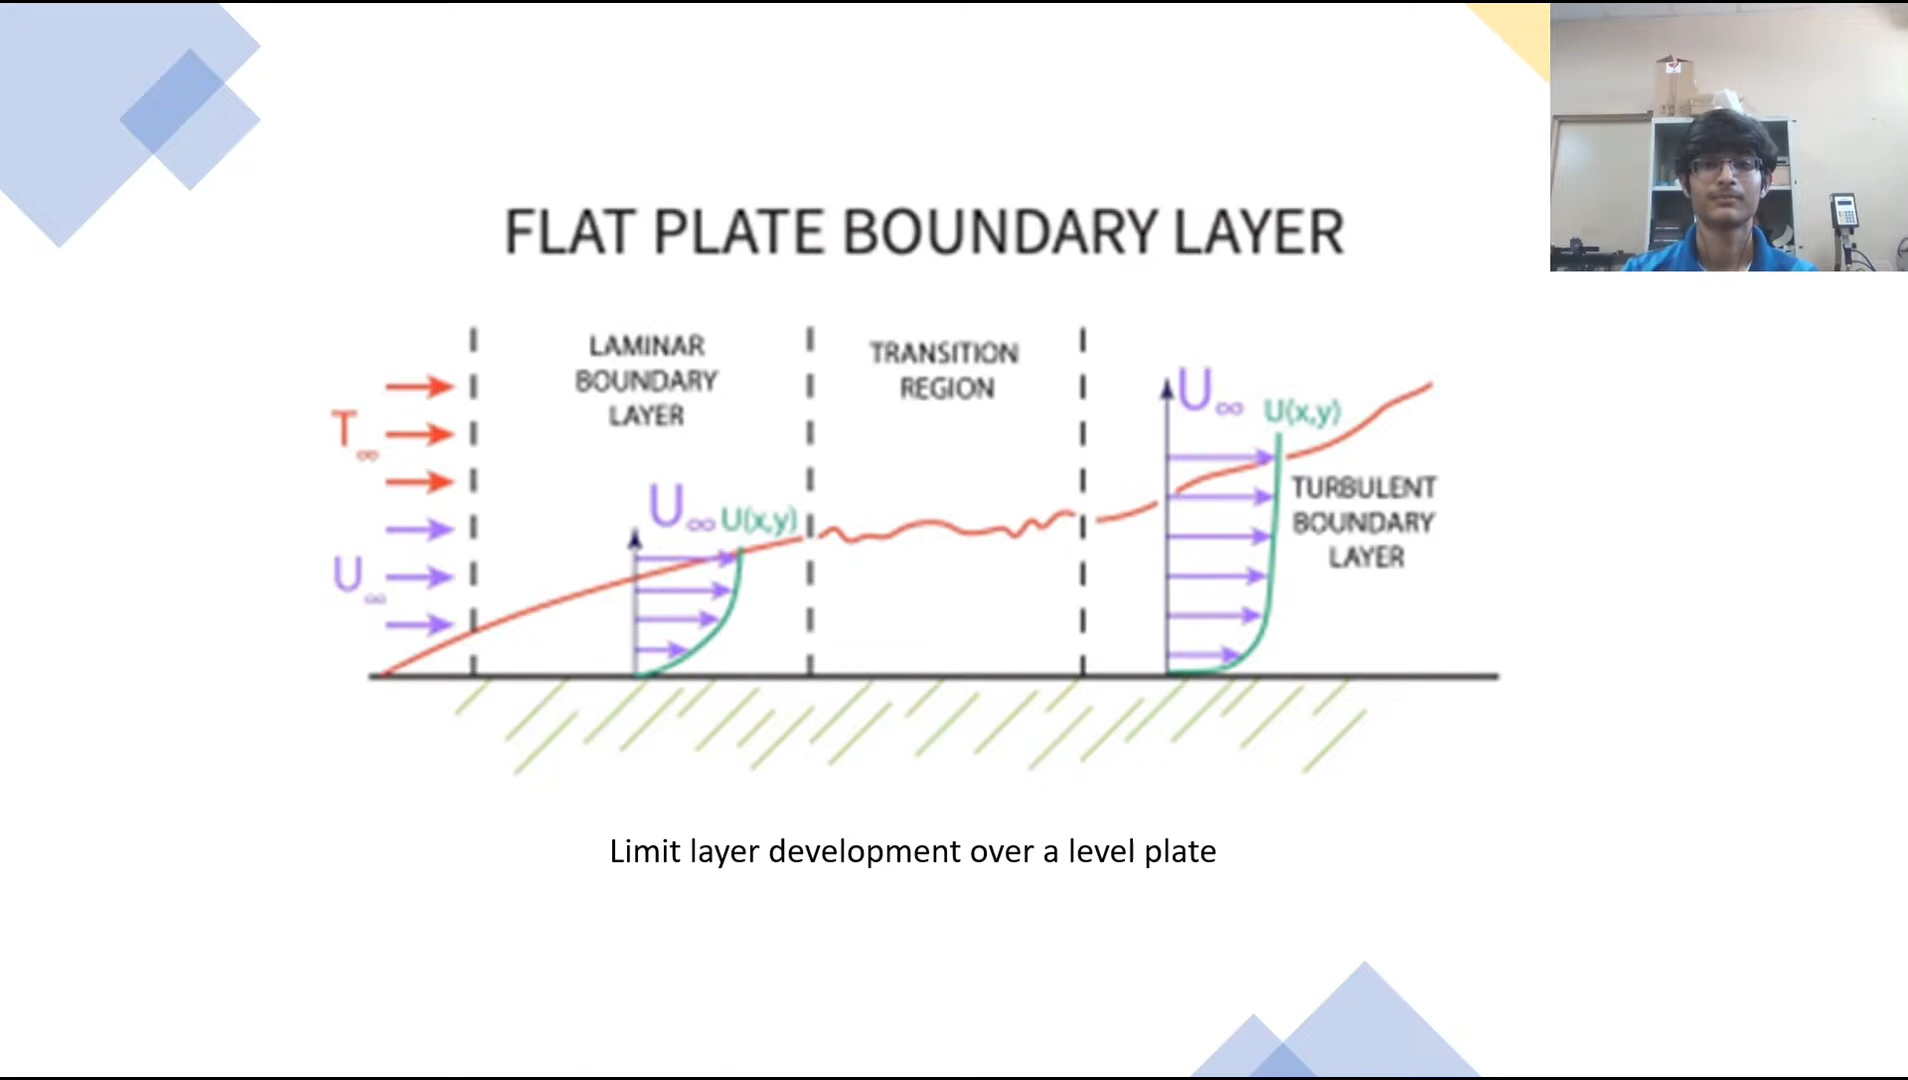 FLAT PLATE BOUNDARY LAYER
LAMINAR
BOUNDARY
LAYER
TRANSITION
REGION
U∞
U(x,y)
T∞
U∞
U∞ U(x,y)
TURBULENT
BOUNDARY
LAYER
Limit layer development over a level plate